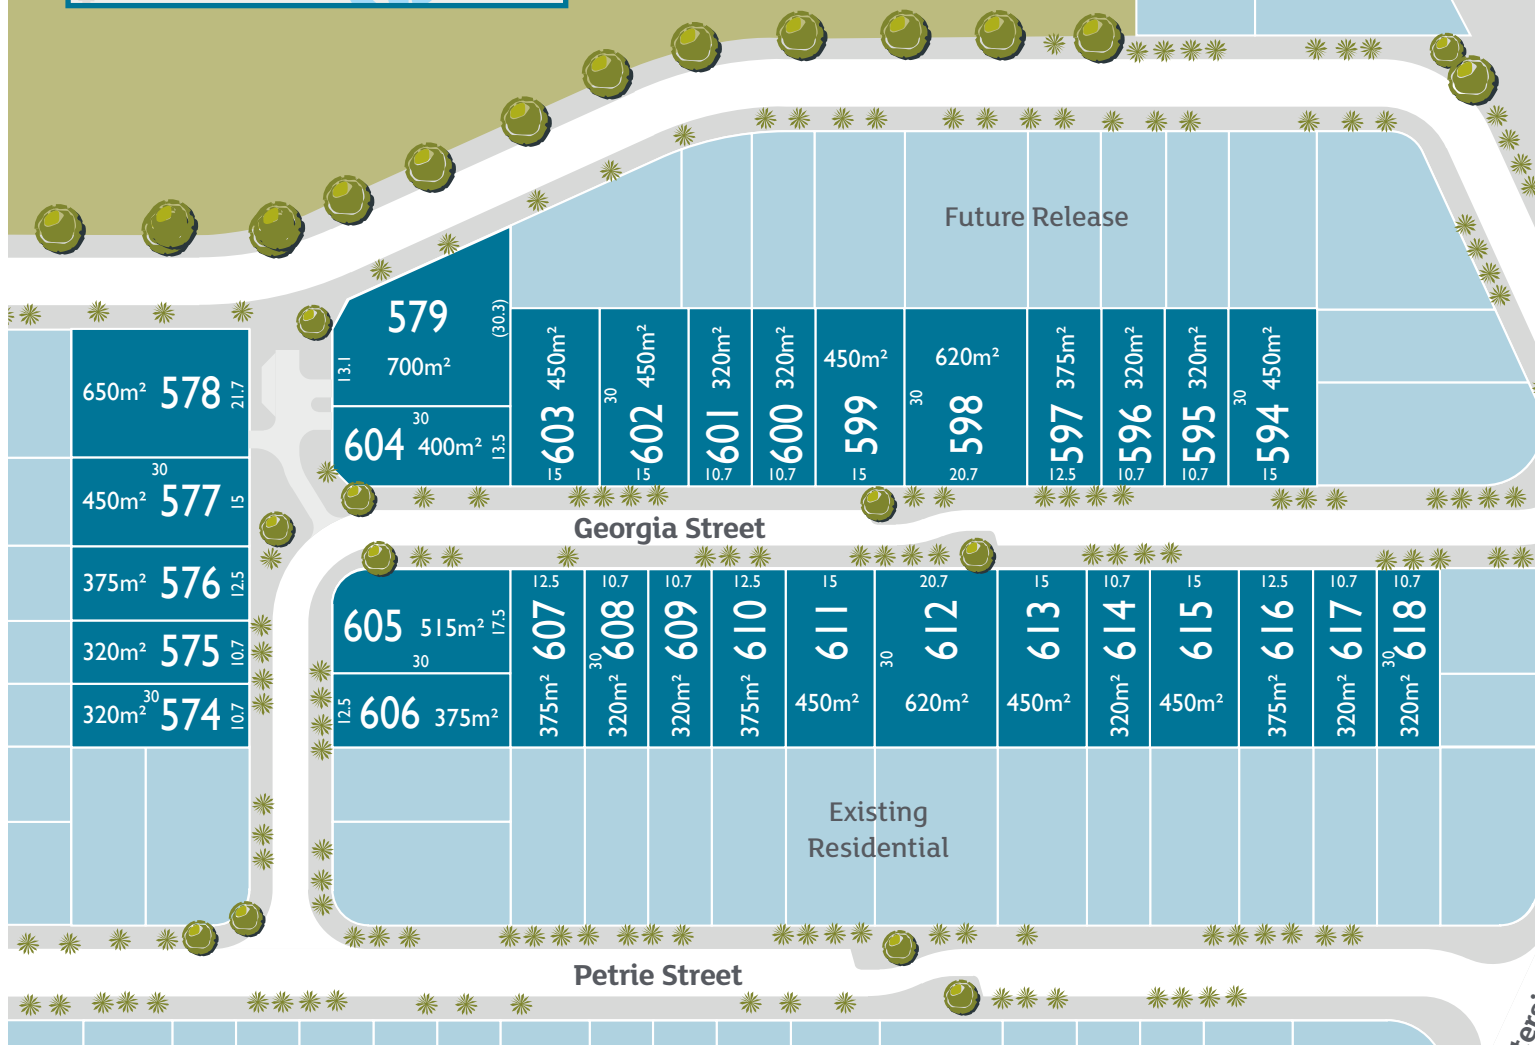 Future Release
579
(30.3)
13.1
700m²
650m² 578 21.7
30
604 400m² 13.5
603 450m²
15
30
602 450m²
15
601 320m²
10.7
600 320m²
10.7
450m²
599
15
620m²
30
598
20.7
597 375m²
12.5
596 320m²
10.7
595 320m²
10.7
30
594 450m²
15
30
450m² 577 15
Georgia Street
375m² 576 12.5
320m² 575 10.7
30
320m² 574 10.7
605 515m² 17.5
30
12.5 606 375m²
12.5
375m² 607
10.7
30
320m² 608
10.7
320m² 609
12.5
375m² 610
15
611
450m²
20.7
30
612
620m²
15
613
450m²
10.7
320m² 614
15
615
450m²
12.5
375m² 616
10.7
320m² 617
10.7
30
320m² 618
Existing
Residential
Petrie Street